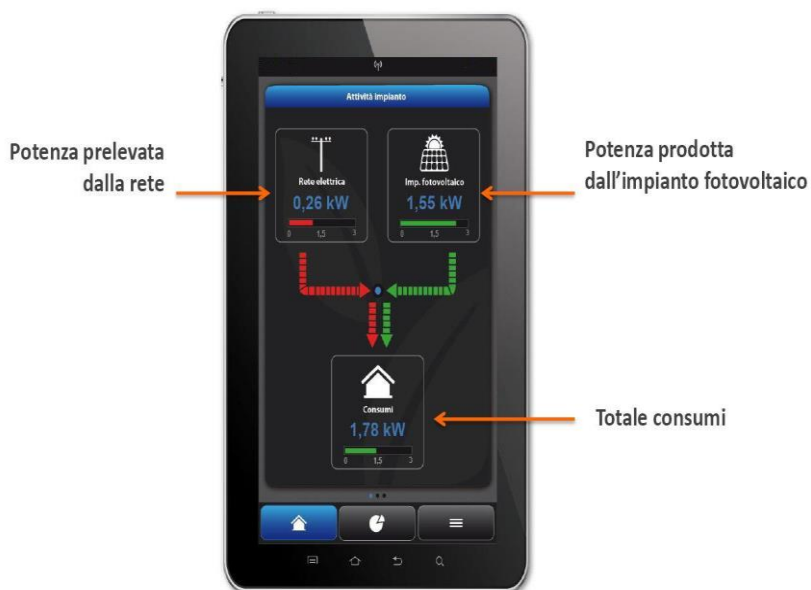 Attività impianto
Potenza prelevata
dalla rete
Rete elettrica
0,26 kW
0 1,5 3
Imp. fotovoltaico
1,55 kW
0 1,5 3
Potenza prodotta
dall'impianto fotovoltaico
Consumi
1,78 kW
0 1,5 3
Totale consumi